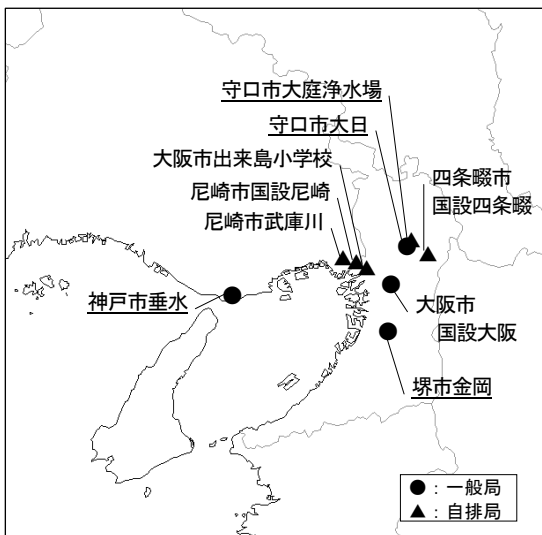 守口市大庭浄水場
守口市大日
大阪市出来島小学校
尼崎市国設尼崎
尼崎市武庫川
四条畷市
国設四条畷
神戸市垂水
大阪市
国設大阪
堺市金岡
●：一般局
▲：自排局